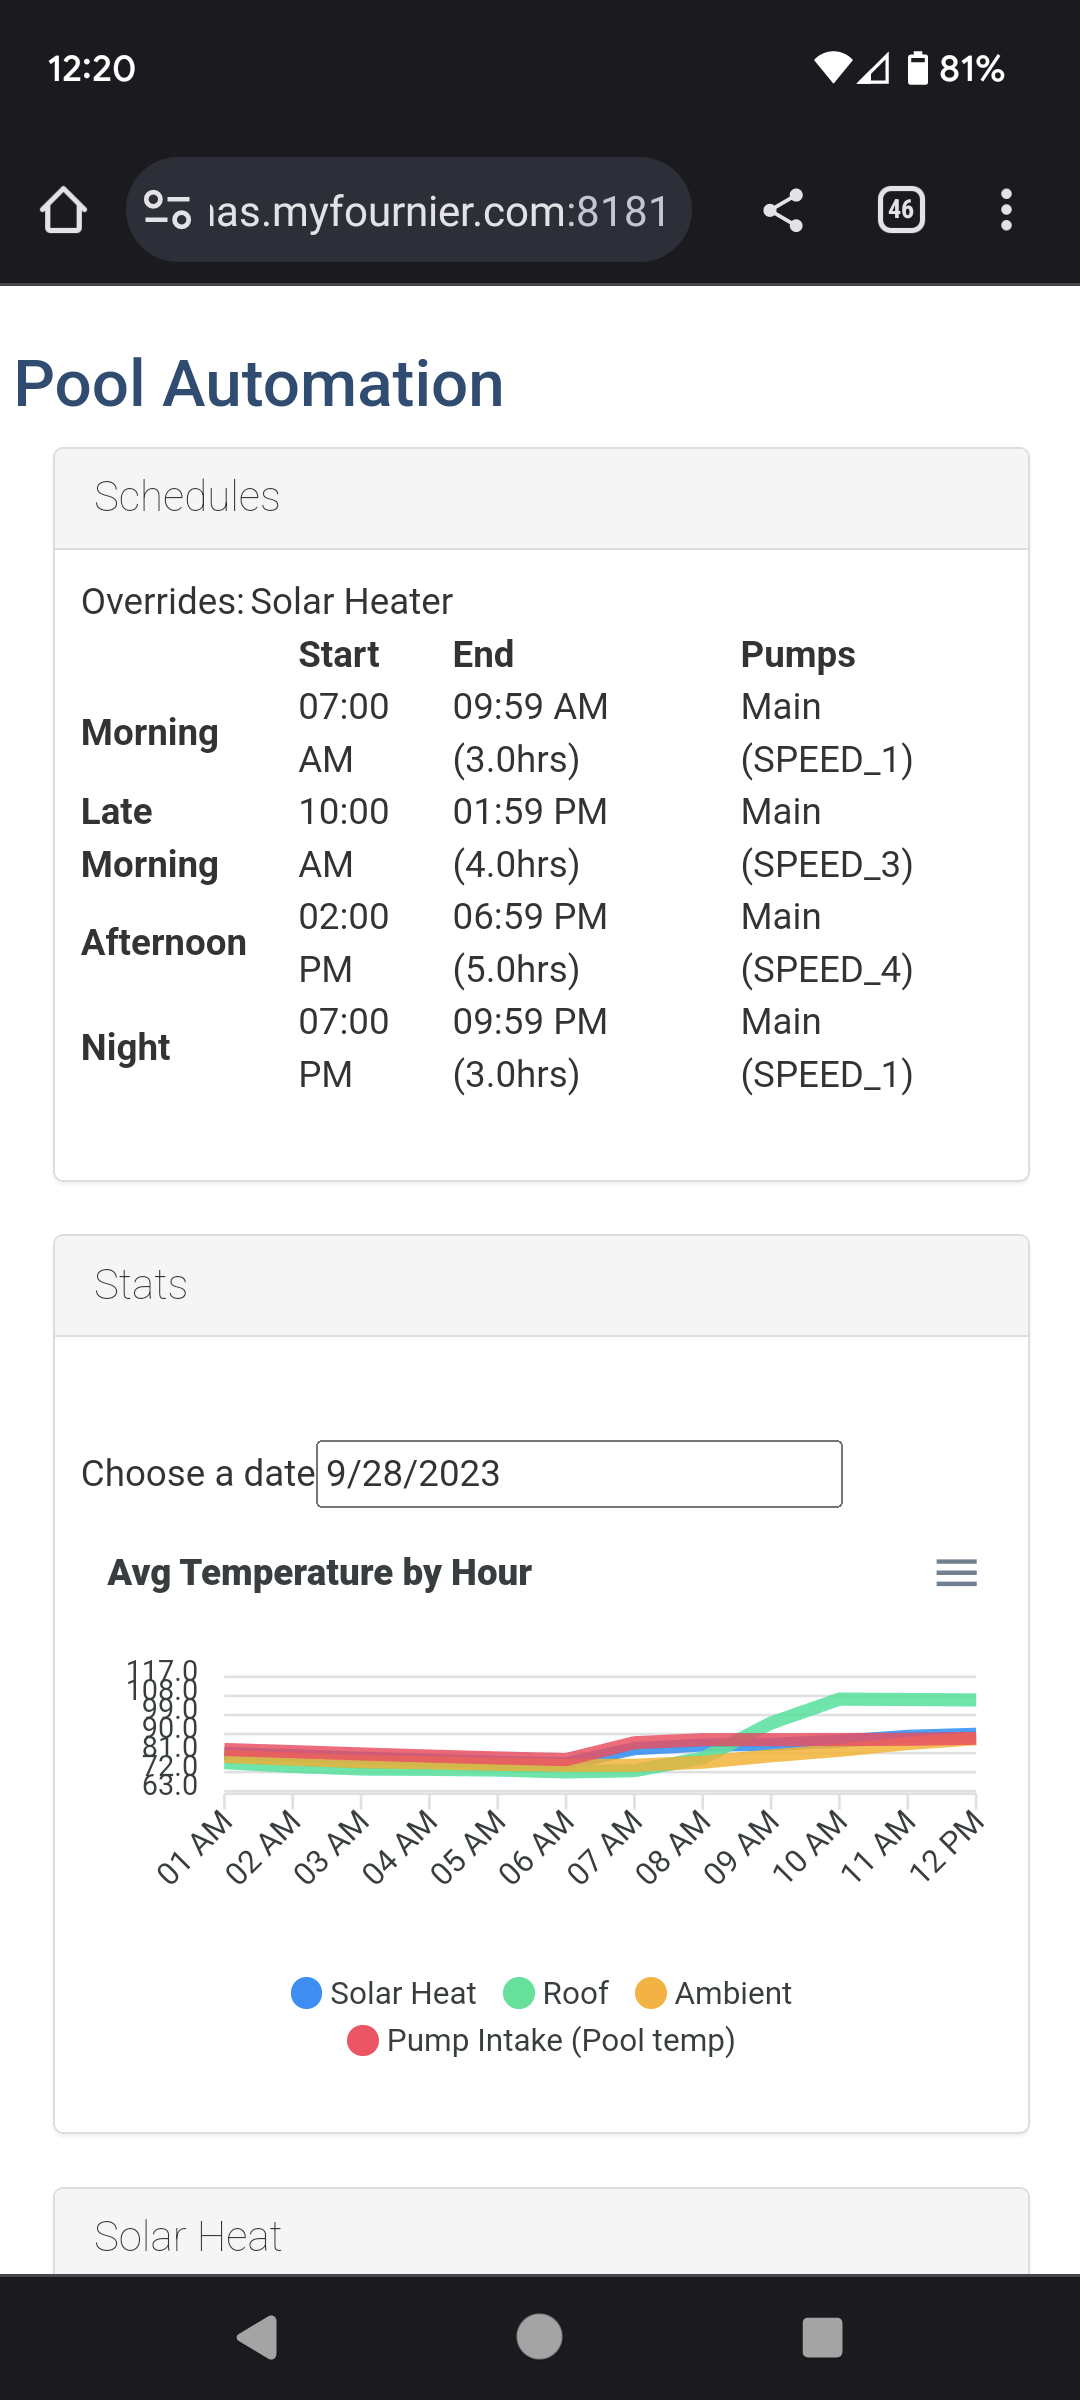 12:20 81%
as.myfournier.com:8181 46
Pool Automation
Schedules
Overrides: Solar Heater
Start End Pumps
Morning 07:00 AM 09:59 AM (3.0hrs) Main (SPEED_1)
Late Morning 10:00 AM 01:59 PM (4.0hrs) Main (SPEED_3)
Afternoon 02:00 PM 06:59 PM (5.0hrs) Main (SPEED_4)
Night 07:00 PM 09:59 PM (3.0hrs) Main (SPEED_1)
Stats
Choose a date 9/28/2023
Avg Temperature by Hour
117.0
108.0
99.0
90.0
81.0
72.0
63.0
01 AM 02 AM 03 AM 04 AM 05 AM 06 AM 07 AM 08 AM 09 AM 10 AM 11 AM 12 PM
Solar Heat Roof Ambient
Pump Intake (Pool temp)
Solar Heat